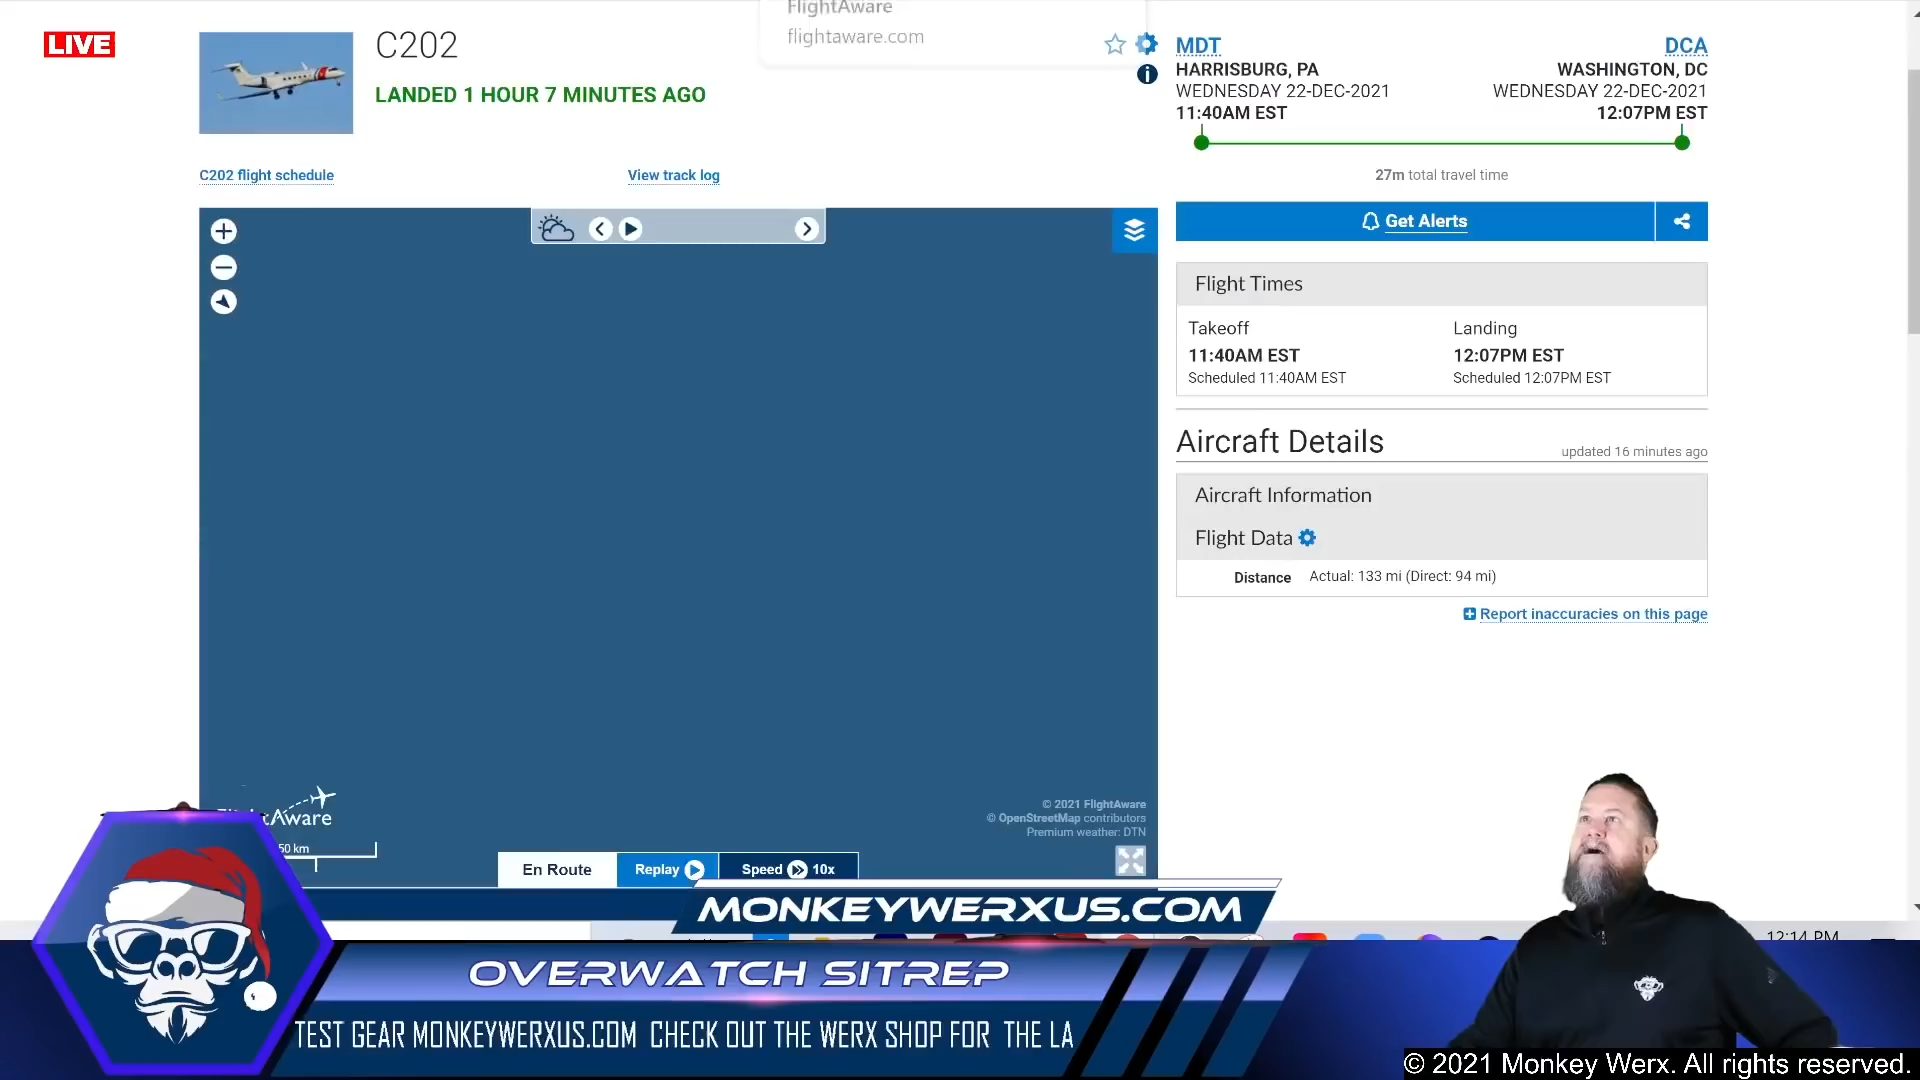 FlightAware
flightaware.com
LIVE
C202
LANDED 1 HOUR 7 MINUTES AGO
C202 flight schedule
View track log
MDT
DCA
HARRISBURG, PA
WASHINGTON, DC
WEDNESDAY 22-DEC-2021
WEDNESDAY 22-DEC-2021
11:40AM EST
12:07PM EST
27m total travel time
Get Alerts
Flight Times
Takeoff
Landing
11:40AM EST
12:07PM EST
Scheduled 11:40AM EST
Scheduled 12:07PM EST
Aircraft Details
updated 16 minutes ago
Aircraft Information
Flight Data
Distance
Actual: 133 mi (Direct: 94 mi)
Report inaccuracies on this page
© 2021 FlightAware
© OpenStreetMap contributors
Premium weather: DTN
50 km
En Route
Replay
Speed
10x
MONKEYWERXUS.COM
12:14 PM
OVERWATCH SITREP
TEST GEAR MONKEYWERXUS.COM CHECK OUT THE WERX SHOP FOR THE LA
© 2021 Monkey Werx. All rights reserved.